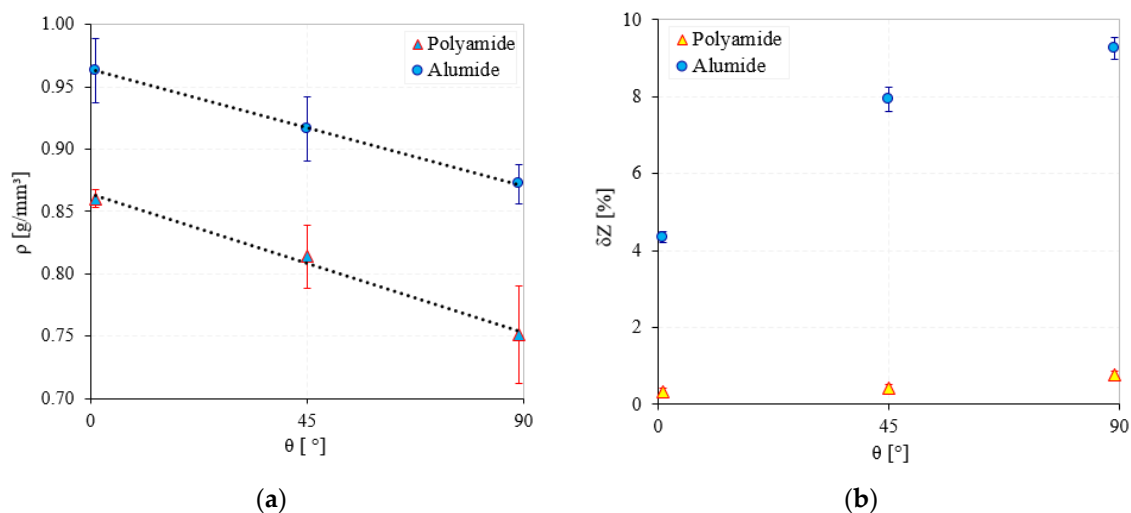 1.00
0.95
0.90
0.85
0.80
0.75
0.70
ρ [g/mm³]
Polyamide
Alumide
0
45
90
θ [ °]
(a)
10
8
6
4
2
0
δZ [%]
Polyamide
Alumide
0
45
90
θ [°]
(b)